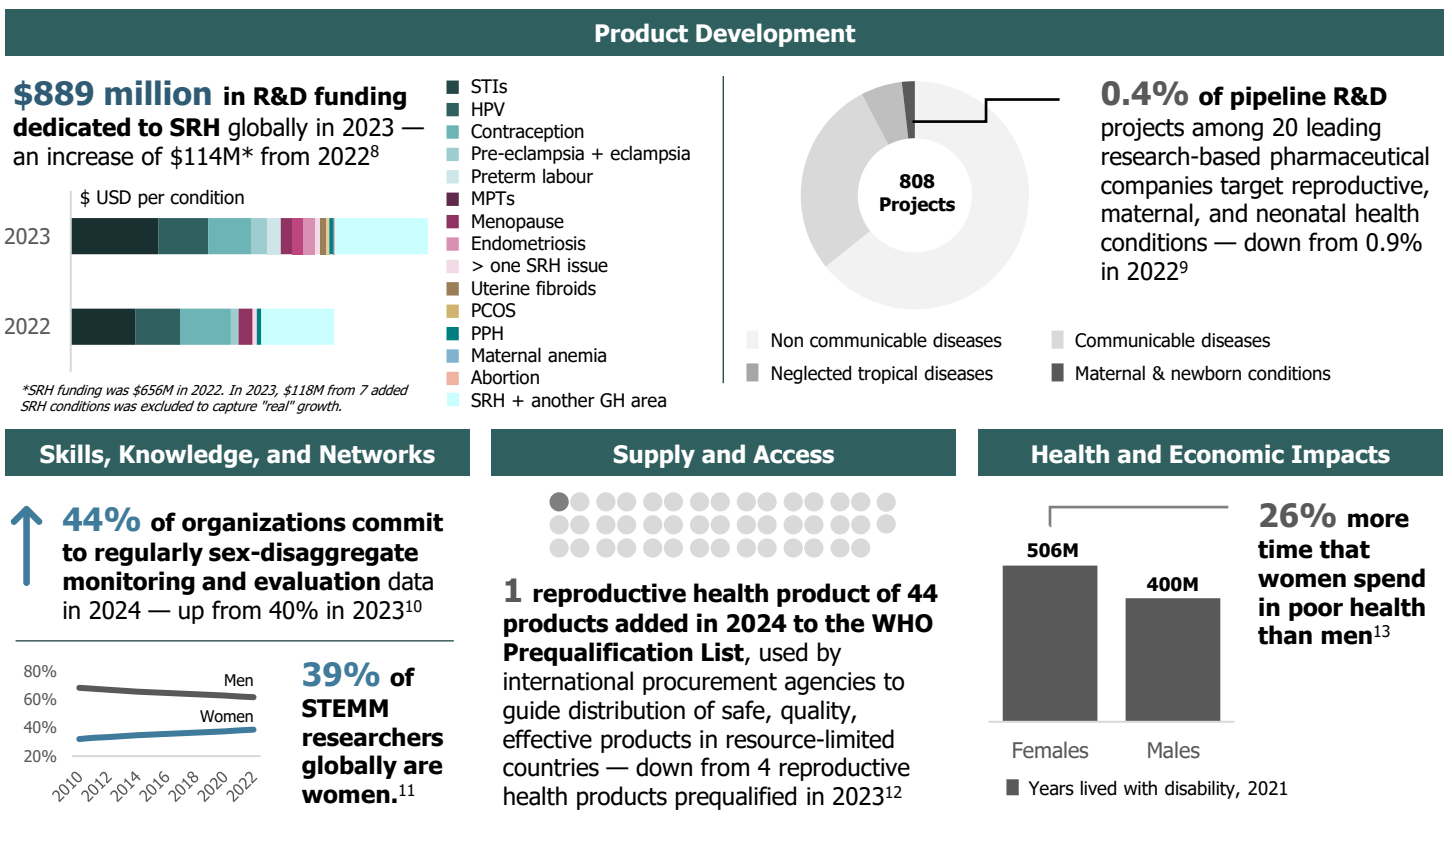 Product Development
$889 million in R&D funding
dedicated to SRH globally in 2023 —
an increase of $114M* from 2022⁸
$ USD per condition
2023
2022
*SRH funding was $656M in 2022. In 2023, $118M from 7 added
SRH conditions was excluded to capture "real" growth.
STIs
HPV
Contraception
Pre-eclampsia + eclampsia
Preterm labour
MPTs
Menopause
Endometriosis
> one SRH issue
Uterine fibroids
PCOS
PPH
Maternal anemia
Abortion
SRH + another GH area
808
Projects
Non communicable diseases
Communicable diseases
Neglected tropical diseases
Maternal & newborn conditions
0.4% of pipeline R&D
projects among 20 leading
research-based pharmaceutical
companies target reproductive,
maternal, and neonatal health
conditions — down from 0.9%
in 2022⁹
Skills, Knowledge, and Networks
44% of organizations commit
to regularly sex-disaggregate
monitoring and evaluation data
in 2024 — up from 40% in 2023¹⁰
80%
60%
40%
20%
Men
Women
2010
2012
2014
2016
2018
2020
2022
39% of
STEMM
researchers
globally are
women.¹¹
Supply and Access
1 reproductive health product of 44
products added in 2024 to the WHO
Prequalification List, used by
international procurement agencies to
guide distribution of safe, quality,
effective products in resource-limited
countries — down from 4 reproductive
health products prequalified in 2023¹²
Health and Economic Impacts
506M
400M
Females
Males
Years lived with disability, 2021
26% more
time that
women spend
in poor health
than men¹³